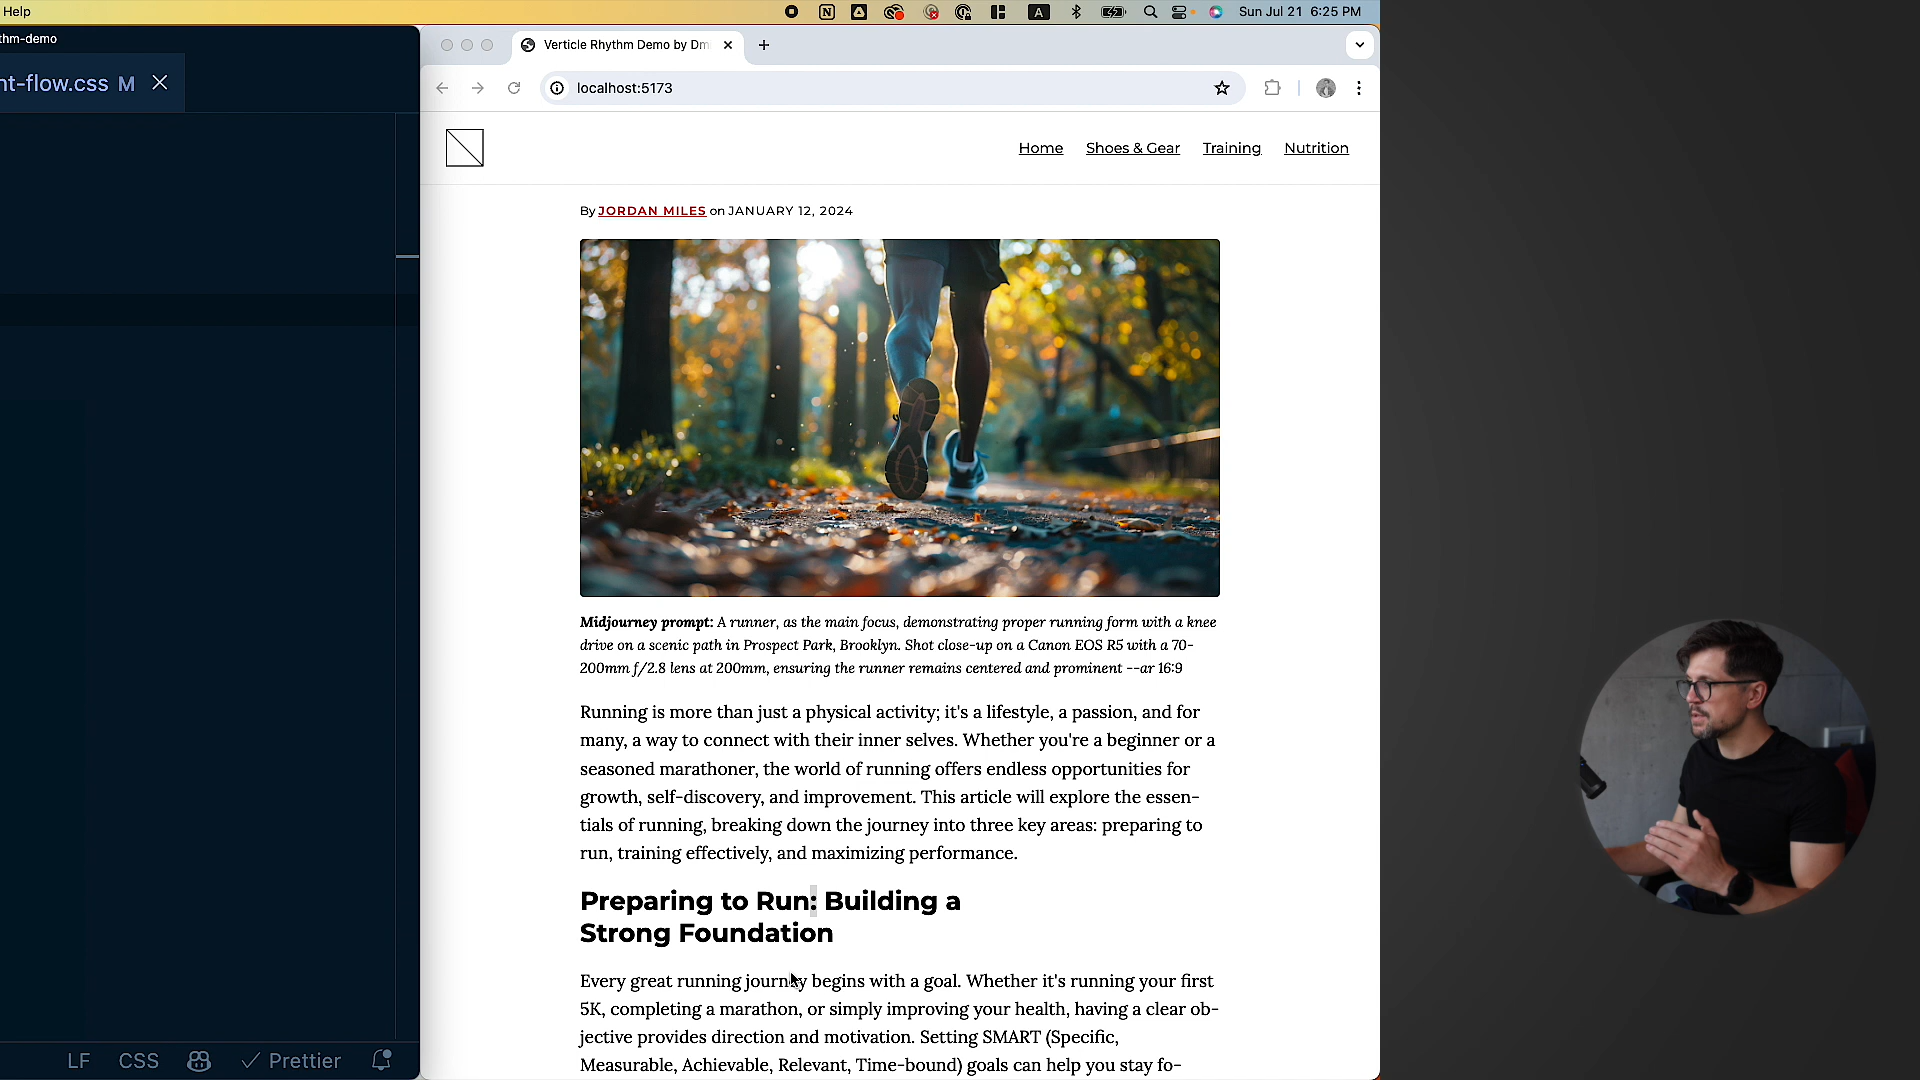 Help
N
A
Sun Jul 21 6:25 PM
thm-demo
nt-flow.css M
Verticle Rhythm Demo by Dm
localhost:5173
Home Shoes & Gear Training Nutrition
By JORDAN MILES on JANUARY 12, 2024
Midjourney prompt: A runner, as the main focus, demonstrating proper running form with a knee
drive on a scenic path in Prospect Park, Brooklyn. Shot close-up on a Canon EOS R5 with a 70-
200mm f/2.8 lens at 200mm, ensuring the runner remains centered and prominent --ar 16:9
Running is more than just a physical activity; it's a lifestyle, a passion, and for
many, a way to connect with their inner selves. Whether you're a beginner or a
seasoned marathoner, the world of running offers endless opportunities for
growth, self-discovery, and improvement. This article will explore the essen-
tials of running, breaking down the journey into three key areas: preparing to
run, training effectively, and maximizing performance.
Preparing to Run: Building a
Strong Foundation
Every great running journey begins with a goal. Whether it's running your first
5K, completing a marathon, or simply improving your health, having a clear ob-
jective provides direction and motivation. Setting SMART (Specific,
Measurable, Achievable, Relevant, Time-bound) goals can help you stay fo-
LF CSS Prettier